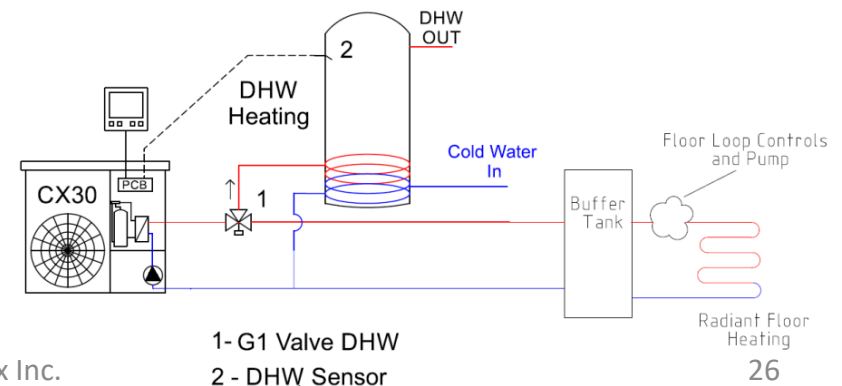 DHW
OUT
2
DHW
Heating
Cold Water
In
Floor Loop Controls
and Pump
PCB
CX30
1
Buffer
Tank
Radiant Floor
Heating
1- G1 Valve DHW
2 - DHW Sensor
x Inc.
26